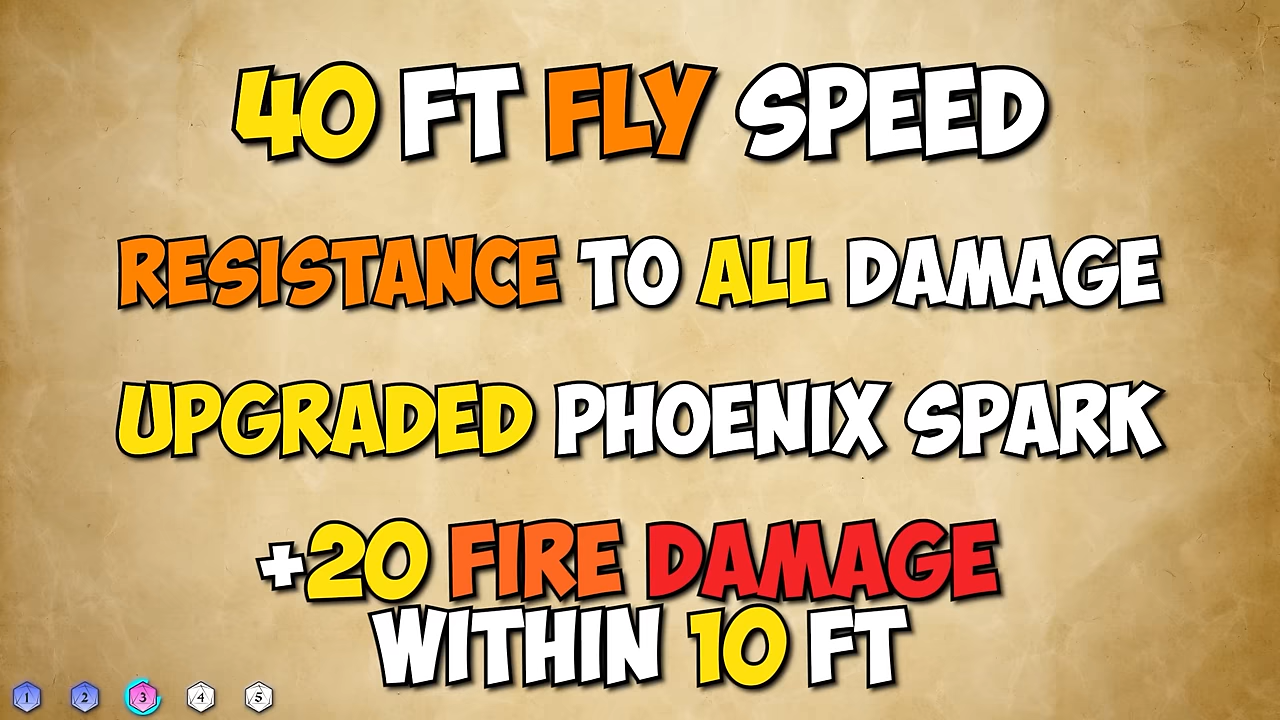 40 FT FLY SPEED
RESISTANCE TO ALL DAMAGE
UPGRADED PHOENIX SPARK
+20 FIRE DAMAGE
WITHIN 10 FT
1 2 3 4 5